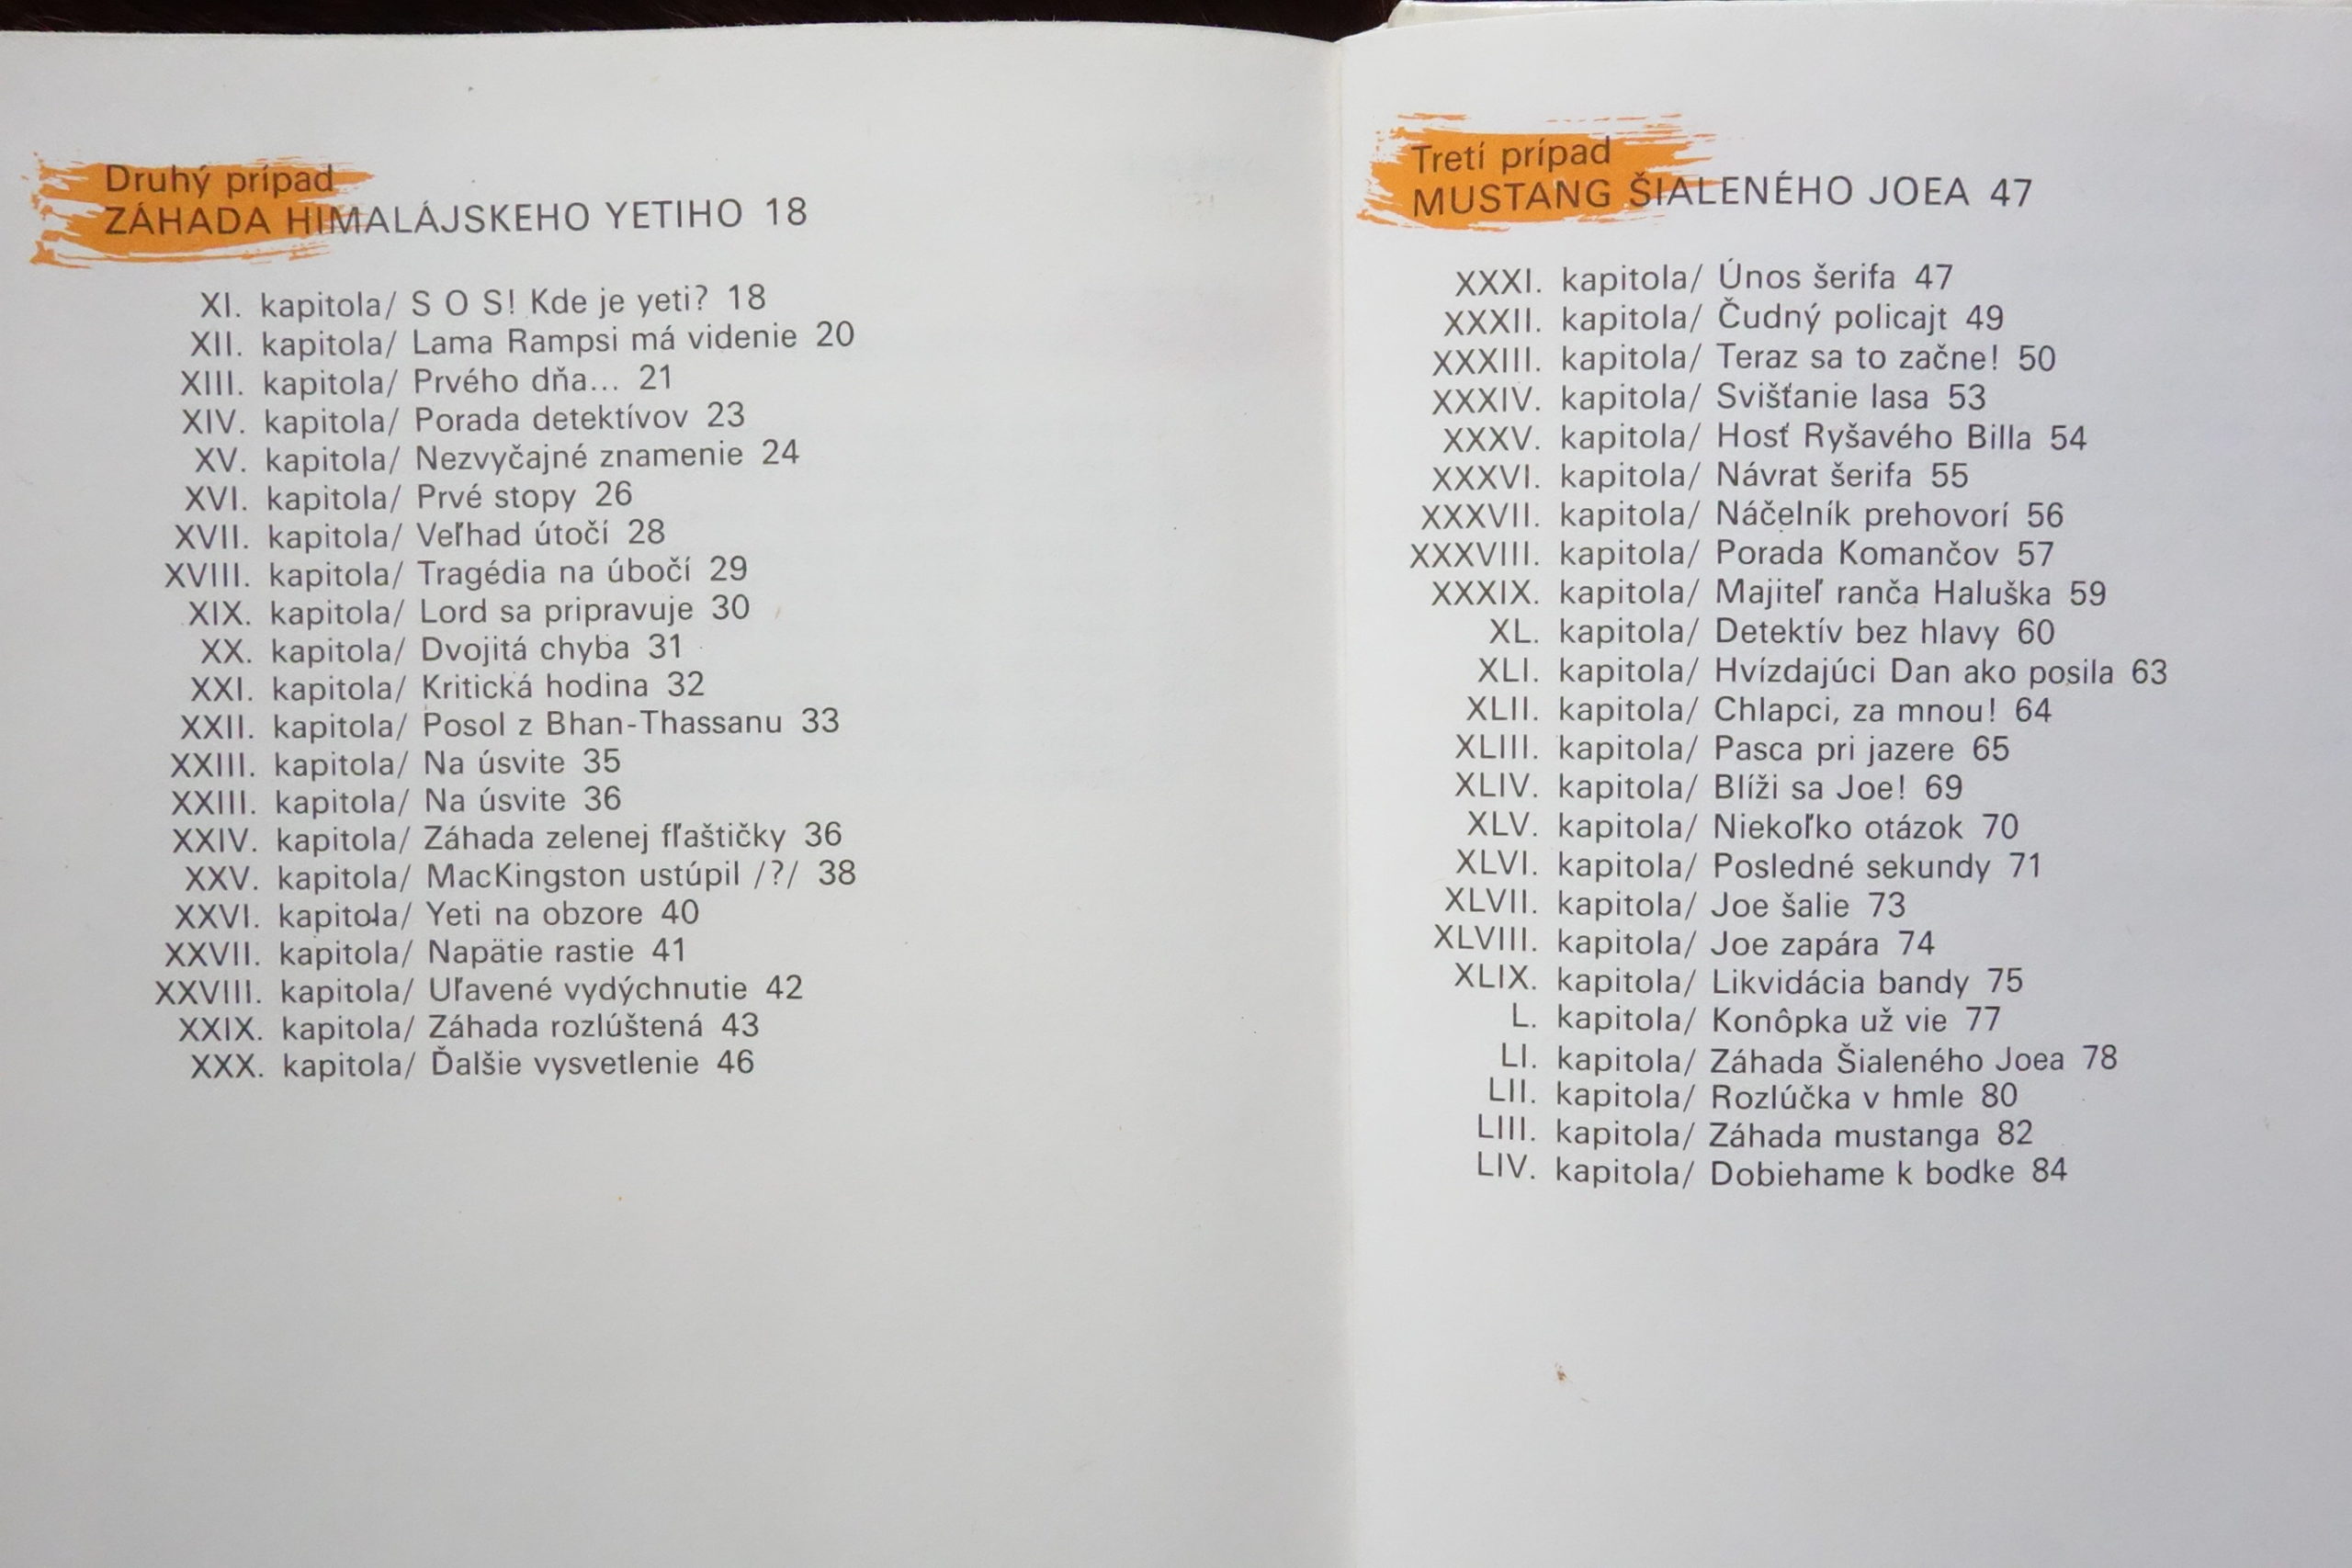 Druhý prípad
ZÁHADA HIMALÁJSKEHO YETIHO 18
XI. kapitola/ S O S! Kde je yeti? 18
XII. kapitola/ Lama Rampsi má videnie 20
XIII. kapitola/ Prvého dňa... 21
XIV. kapitola/ Porada detektívov 23
XV. kapitola/ Nezvyčajné znamenie 24
XVI. kapitola/ Prvé stopy 26
XVII. kapitola/ Veľhad útočí 28
XVIII. kapitola/ Tragédia na úbočí 29
XIX. kapitola/ Lord sa pripravuje 30
XX. kapitola/ Dvojitá chyba 31
XXI. kapitola/ Kritická hodina 32
XXII. kapitola/ Posol z Bhan-Thassanu 33
XXIII. kapitola/ Na úsvite 35
XXIII. kapitola/ Na úsvite 36
XXIV. kapitola/ Záhada zelenej fľaštičky 36
XXV. kapitola/ MacKingston ustúpil /?/ 38
XXVI. kapitola/ Yeti na obzore 40
XXVII. kapitola/ Napätie rastie 41
XXVIII. kapitola/ Uľavené vydýchnutie 42
XXIX. kapitola/ Záhada rozlúštená 43
XXX. kapitola/ Ďalšie vysvetlenie 46
Tretí prípad
MUSTANG ŠIALENÉHO JOEA 47
XXXI. kapitola/ Únos šerifa 47
XXXII. kapitola/ Čudný policajt 49
XXXIII. kapitola/ Teraz sa to začne! 50
XXXIV. kapitola/ Svišťanie lasa 53
XXXV. kapitola/ Hosť Ryšavého Billa 54
XXXVI. kapitola/ Návrat šerifa 55
XXXVII. kapitola/ Náčelník prehovorí 56
XXXVIII. kapitola/ Porada Komančov 57
XXXIX. kapitola/ Majiteľ ranča Haluška 59
XL. kapitola/ Detektív bez hlavy 60
XLI. kapitola/ Hvízdajúci Dan ako posila 63
XLII. kapitola/ Chlapci, za mnou! 64
XLIII. kapitola/ Pasca pri jazere 65
XLIV. kapitola/ Blíži sa Joe! 69
XLV. kapitola/ Niekoľko otázok 70
XLVI. kapitola/ Posledné sekundy 71
XLVII. kapitola/ Joe šalie 73
XLVIII. kapitola/ Joe zapára 74
XLIX. kapitola/ Likvidácia bandy 75
L. kapitola/ Konôpka už vie 77
LI. kapitola/ Záhada Šialeného Joea 78
LII. kapitola/ Rozlúčka v hmle 80
LIII. kapitola/ Záhada mustanga 82
LIV. kapitola/ Dobiehame k bodke 84